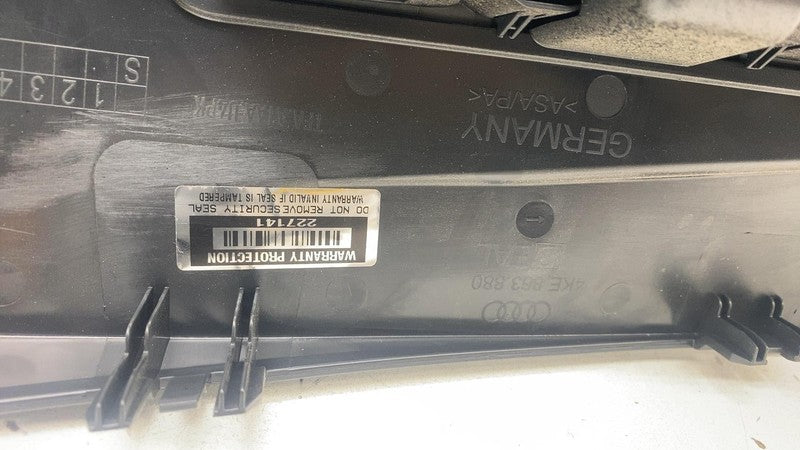 WARRANTY PROTECTION
227141
DO NOT REMOVE SECURITY SEAL
WARRANTY INVALID IF SEAL IS TAMPERED
4KE 883 880
GERMANY
>ASA/PA<
S
1 2 3 4